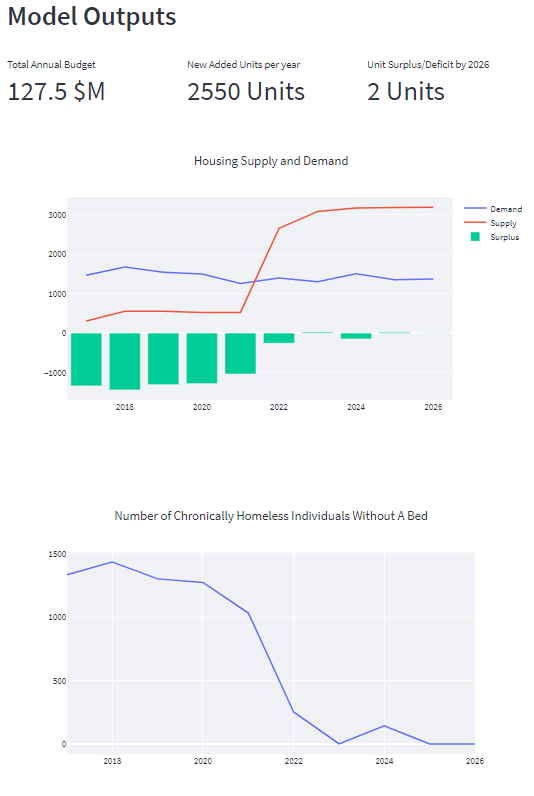 Model Outputs
Total Annual Budget New Added Units per year Unit Surplus/Deficit by 2026
127.5 $M 2550 Units 2 Units
Housing Supply and Demand
3000
2000
1000
0
−1000
2018 2020 2022 2024 2026
Demand
Supply
Surplus
Number of Chronically Homeless Individuals Without A Bed
1500
1000
500
0
2018 2020 2022 2024 2026